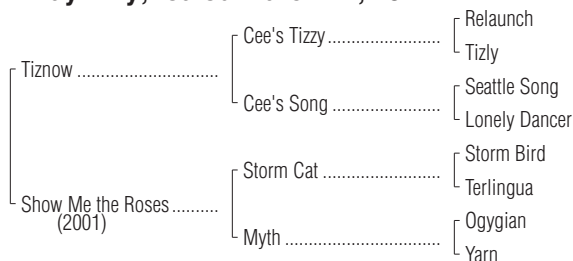 Relaunch
Cee's Tizzy ........................
Tizly
Tiznow ..............................
Seattle Song
Cee's Song .......................
Lonely Dancer
Storm Bird
Storm Cat .........................
Terlingua
Show Me the Roses ..........
(2001)
Ogygian
Myth .................................
Yarn